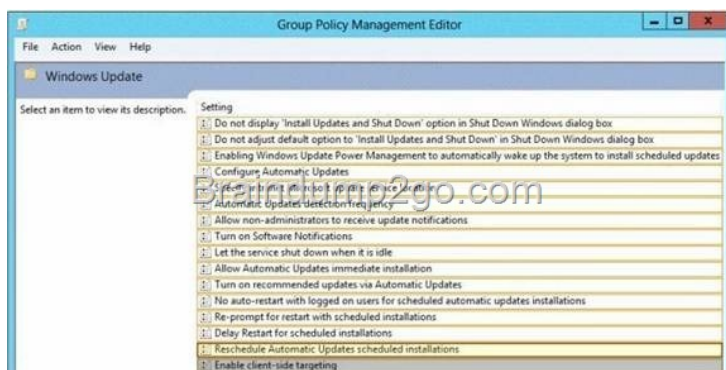 Group Policy Management Editor
File Action View Help
Windows Update
Select an item to view its description.
Setting
Do not display 'Install Updates and Shut Down' option in Shut Down Windows dialog box
Do not adjust default option to 'Install Updates and Shut Down' in Shut Down Windows dialog box
Enabling Windows Update Power Management to automatically wake up the system to install scheduled updates
Configure Automatic Updates
Braindump2go.com
Automatic Updates detection frequency
Allow non-administrators to receive update notifications
Turn on Software Notifications
Let the service shut down when it is idle
Allow Automatic Updates immediate installation
Turn on recommended updates via Automatic Updates
No auto-restart with logged on users for scheduled automatic updates installations
Re-prompt for restart with scheduled installations
Delay Restart for scheduled installations
Reschedule Automatic Updates scheduled installations
Enable client-side targeting